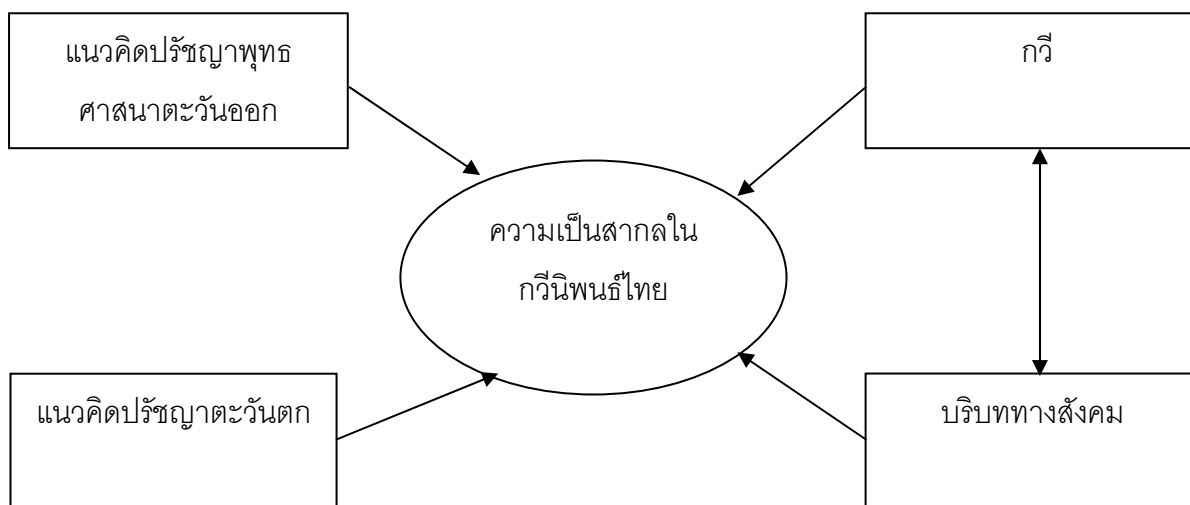 แนวคิดปรัชญาพุทธ
ศาสนาตะวันออก
กวี
ความเป็นสากลใน
กวีนิพนธ์ไทย
แนวคิดปรัชญาตะวันตก
บริบททางสังคม